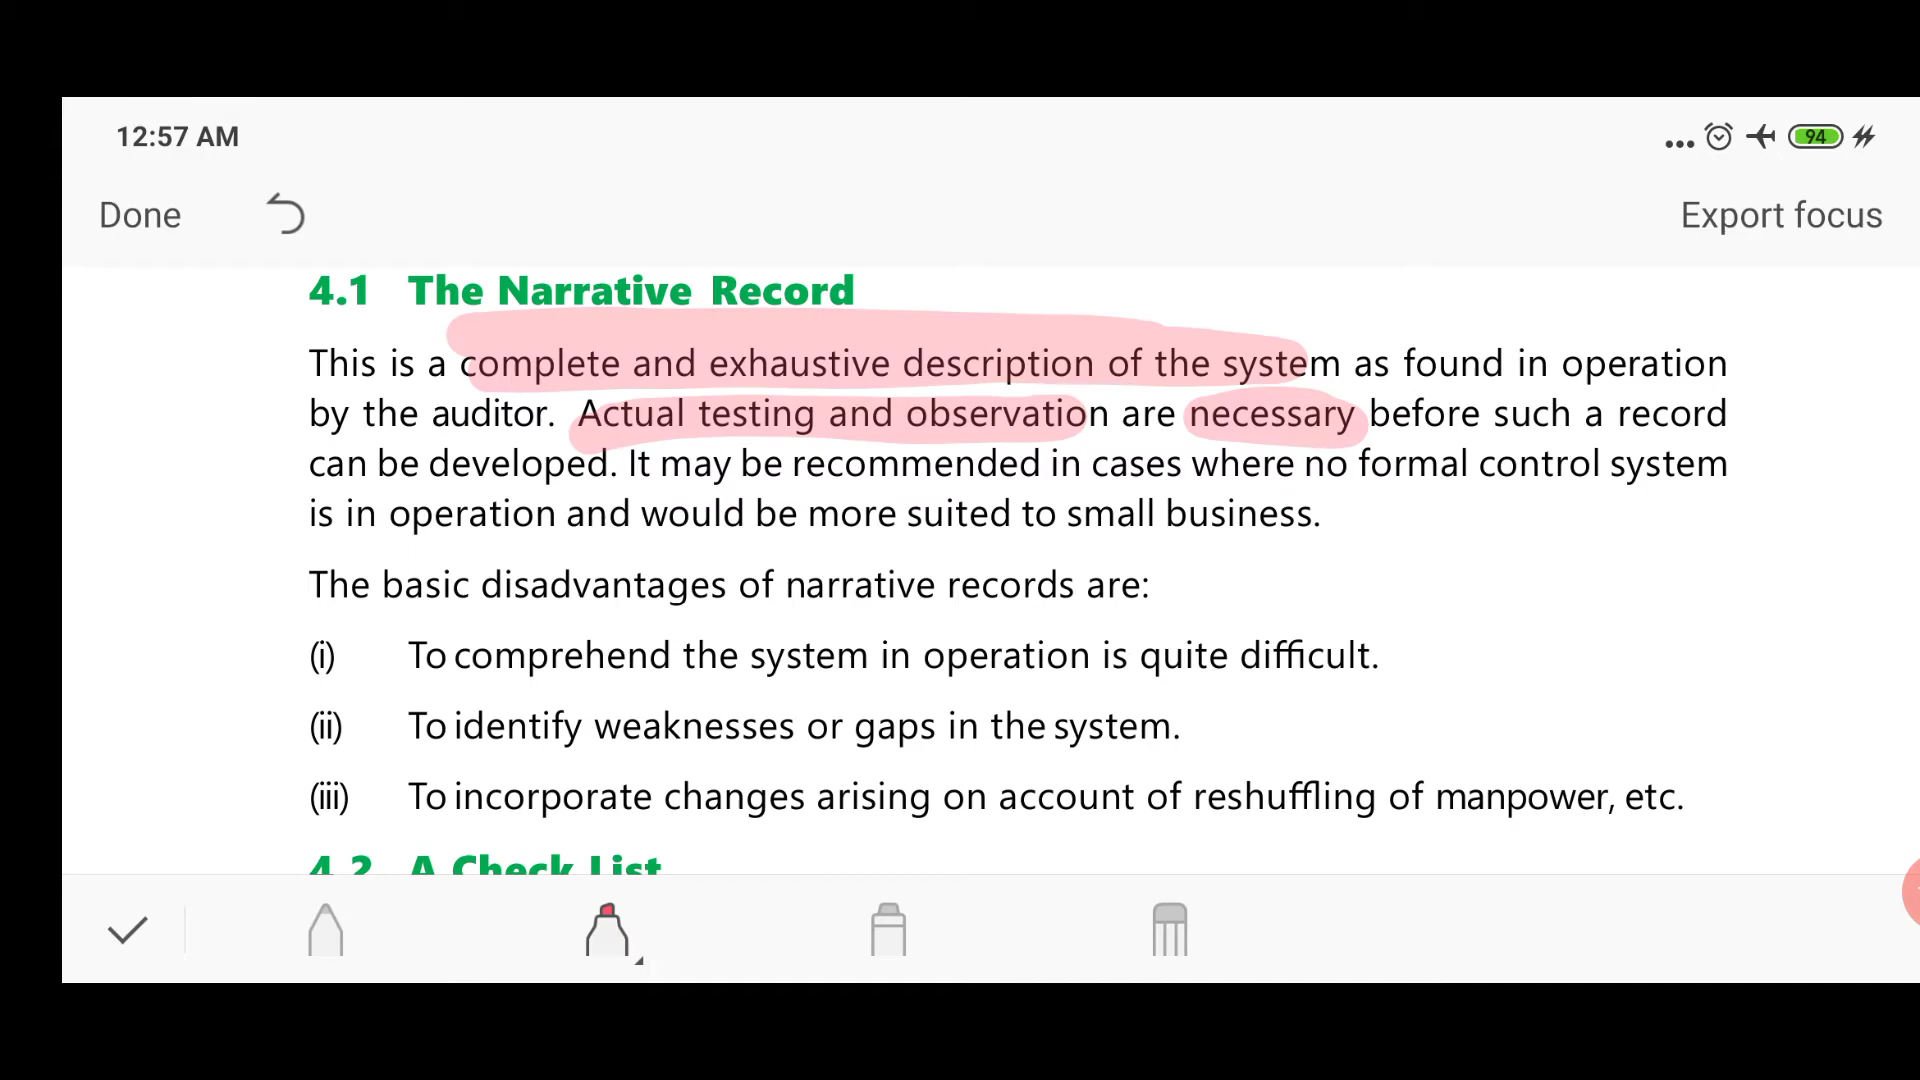 12:57 AM
94
Done
Export focus
4.1 The Narrative Record
This is a complete and exhaustive description of the system as found in operation
by the auditor. Actual testing and observation are necessary before such a record
can be developed. It may be recommended in cases where no formal control system
is in operation and would be more suited to small business.
The basic disadvantages of narrative records are:
(i) To comprehend the system in operation is quite difficult.
(ii) To identify weaknesses or gaps in the system.
(iii) To incorporate changes arising on account of reshuffling of manpower, etc.
4.2 A Check List